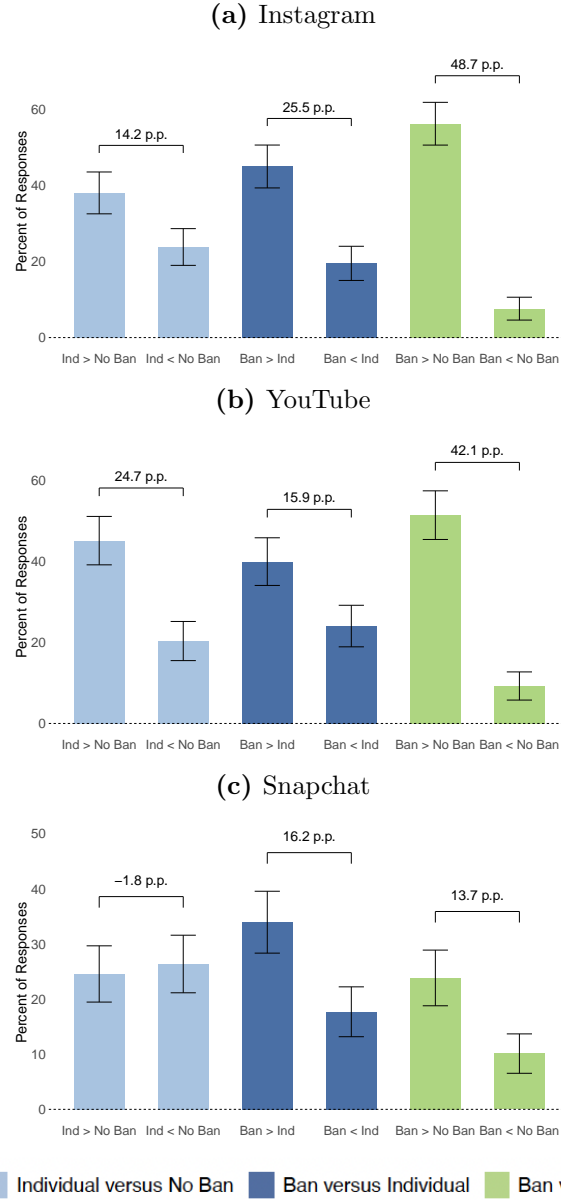 (a) Instagram
Percent of Responses
60
40
20
0
14.2 p.p.
25.5 p.p.
48.7 p.p.
Ind > No Ban
Ind < No Ban
Ban > Ind
Ban < Ind
Ban > No Ban
Ban < No Ban
(b) YouTube
Percent of Responses
60
40
20
0
24.7 p.p.
15.9 p.p.
42.1 p.p.
Ind > No Ban
Ind < No Ban
Ban > Ind
Ban < Ind
Ban > No Ban
Ban < No Ban
(c) Snapchat
Percent of Responses
50
40
30
20
10
0
−1.8 p.p.
16.2 p.p.
13.7 p.p.
Ind > No Ban
Ind < No Ban
Ban > Ind
Ban < Ind
Ban > No Ban
Ban < No Ban
Individual versus No Ban
Ban versus Individual
Ban